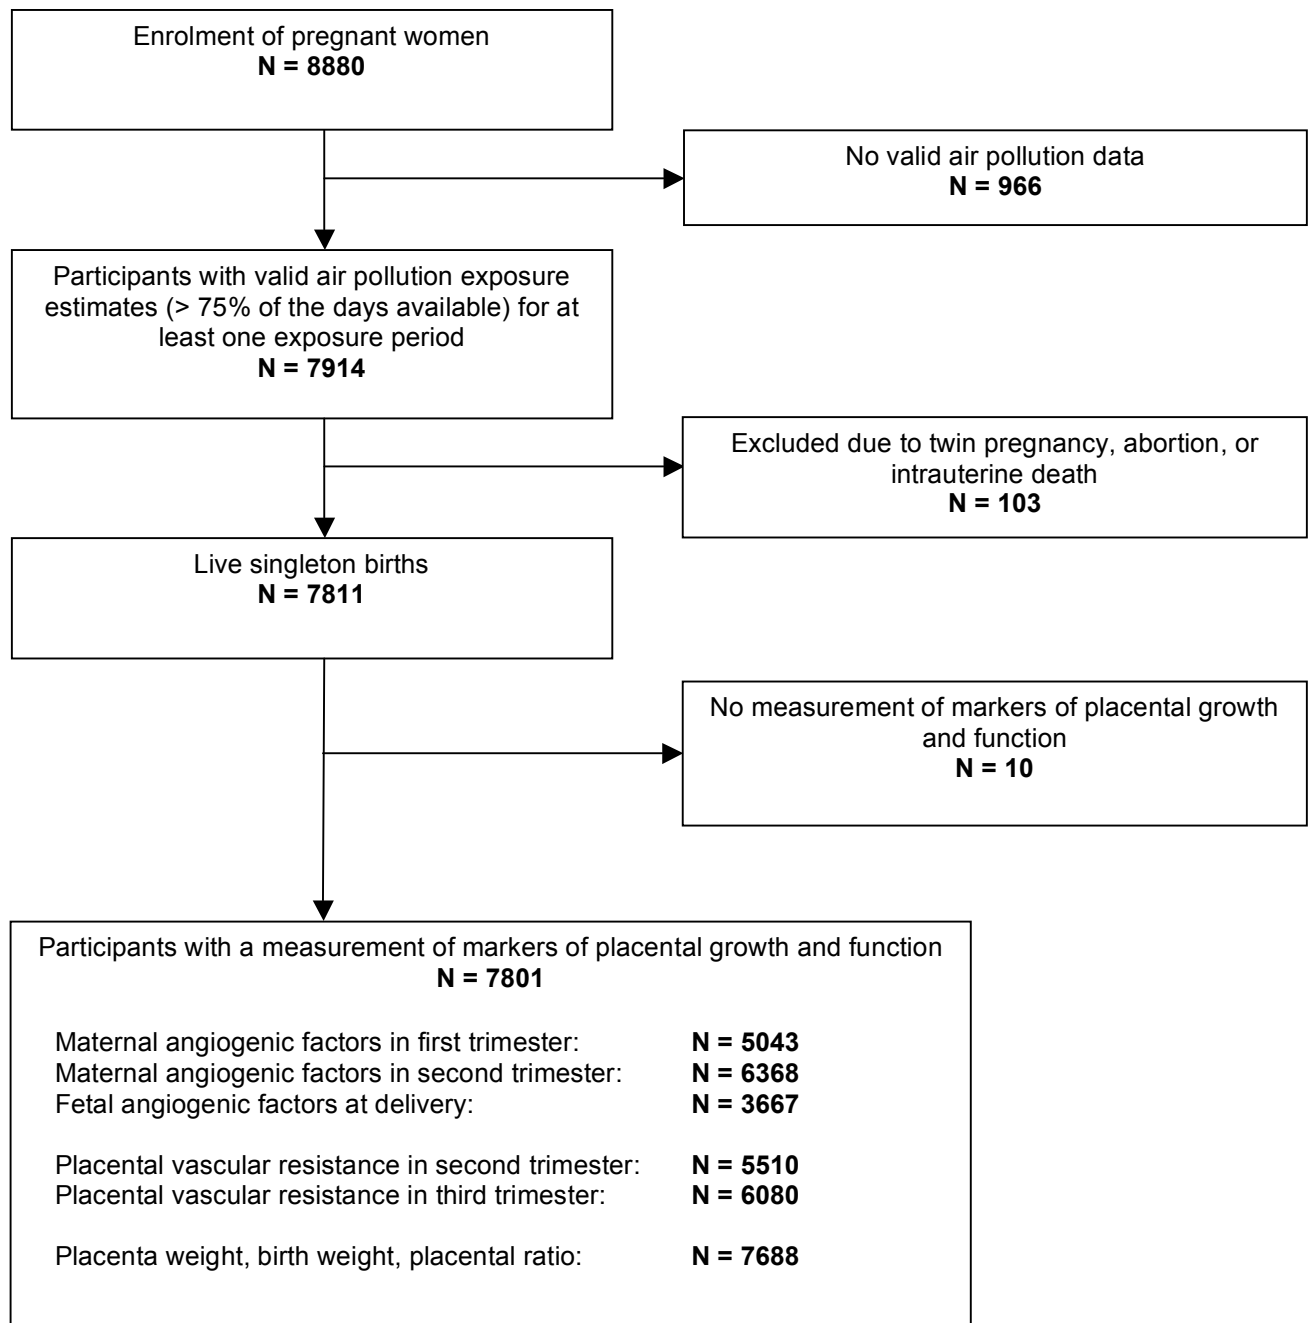 Enrolment of pregnant women
N = 8880
No valid air pollution data
N = 966
Participants with valid air pollution exposure
estimates (> 75% of the days available) for at
least one exposure period
N = 7914
Excluded due to twin pregnancy, abortion, or
intrauterine death
N = 103
Live singleton births
N = 7811
No measurement of markers of placental growth
and function
N = 10
Participants with a measurement of markers of placental growth and function
N = 7801
Maternal angiogenic factors in first trimester: N = 5043
Maternal angiogenic factors in second trimester: N = 6368
Fetal angiogenic factors at delivery: N = 3667
Placental vascular resistance in second trimester: N = 5510
Placental vascular resistance in third trimester: N = 6080
Placenta weight, birth weight, placental ratio: N = 7688